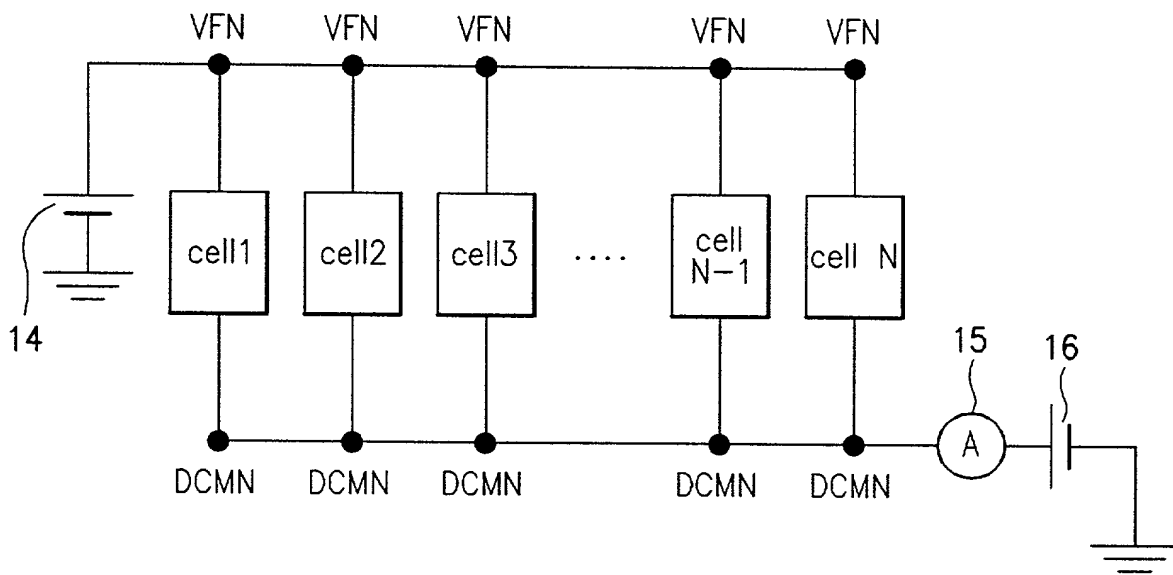 VFN VFN VFN VFN VFN
cell1 cell2 cell3 .... cell N-1 cell N
14
15 16
A
DCMN DCMN DCMN DCMN DCMN